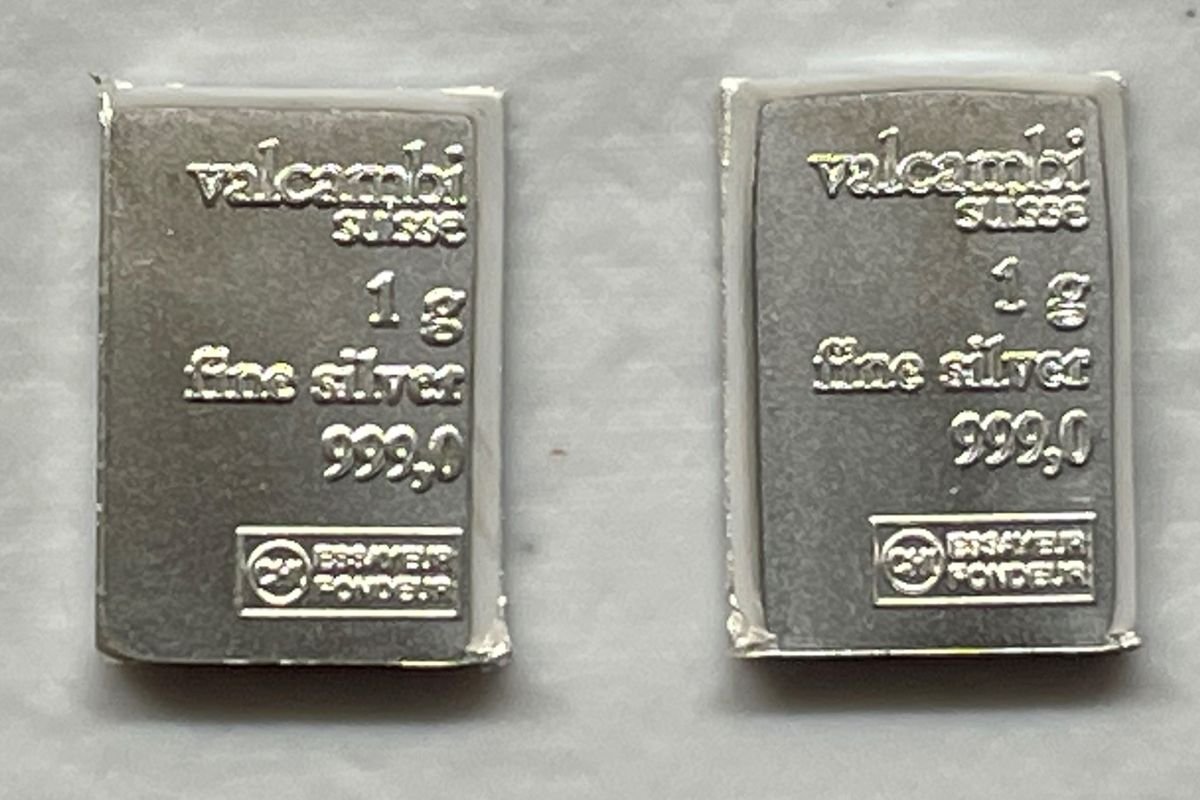 valcambi
suisse
1 g
fine silver
999,0
ESSAYEUR
FONDEUR
valcambi
suisse
1 g
fine silver
999,0
ESSAYEUR
FONDEUR